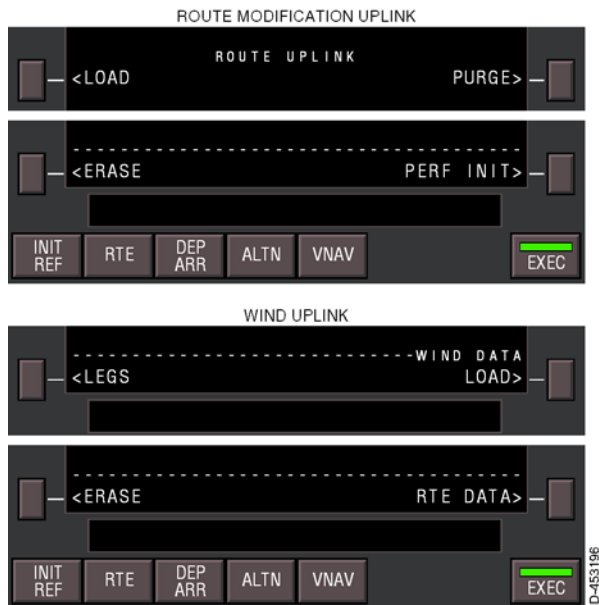 ROUTE MODIFICATION UPLINK
ROUTE UPLINK
<LOAD PURGE>
<ERASE PERF INIT>
INIT REF RTE DEP ARR ALTN VNAV EXEC
WIND UPLINK
WIND DATA
<LEGS LOAD>
<ERASE RTE DATA>
INIT REF RTE DEP ARR ALTN VNAV EXEC
D-453196